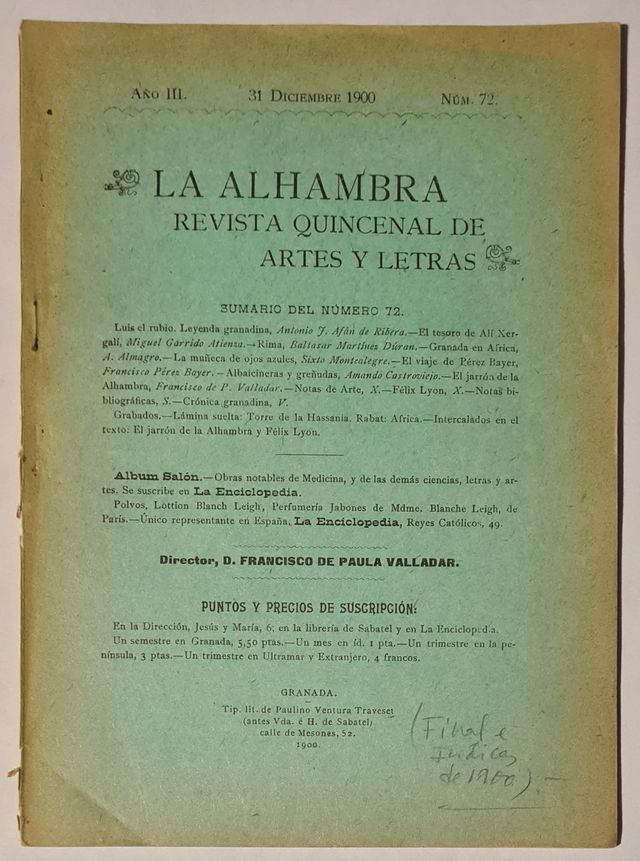 AÑO III. 31 DICIEMBRE 1900 NÚM. 72.
LA ALHAMBRA
REVISTA QUINCENAL DE
ARTES Y LETRAS
SUMARIO DEL NÚMERO 72.
Luis el rubio. Leyenda granadina, Antonio J. Afán de Ribera.—El tesoro de Alí Xer-
galí, Miguel Garrido Atienza.—Rima, Baltasar Martínez Dúran.—Granada en Africa,
A. Almagro.—La muñeca de ojos azules, Sixto Montealegre.—El viaje de Pérez Bayer,
Francisco Pérez Bayer.—Albaicineras y greñudas, Amando Castroviejo.—El jarrón de la
Alhambra, Francisco de P. Valladar.—Notas de Arte, X.—Félix Lyon, X.—Notas bi-
bliográficas, S.—Crónica granadina, V.
Grabados.—Lámina suelta: Torre de la Hassania. Rabat: Africa.—Intercalados en el
texto: El jarrón de la Alhambra y Félix Lyon.
Album Salón.—Obras notables de Medicina, y de las demás ciencias, letras y ar-
tes. Se suscribe en La Enciclopedia.
Polvos, Lottion Blanch Leigh, Perfumería Jabones de Mdme. Blanche Leigh, de
París.—Único representante en España, La Enciclopedia, Reyes Católicos, 49.
Director, D. FRANCISCO DE PAULA VALLADAR.
PUNTOS Y PRECIOS DE SUSCRIPCIÓN:
En la Dirección, Jesús y María, 6; en la librería de Sabatel y en La Enciclopedia.
Un semestre en Granada, 5,50 ptas.—Un mes en íd. 1 pta.—Un trimestre en la pe-
nínsula, 3 ptas.—Un trimestre en Ultramar y Extranjero, 4 francos.
GRANADA.
Tip. lit. de Paulino Ventura Traveset
(antes Vda. é H. de Sabatel)
calle de Mesones, 52.
1900.
(Final e
Indices
de 1900)